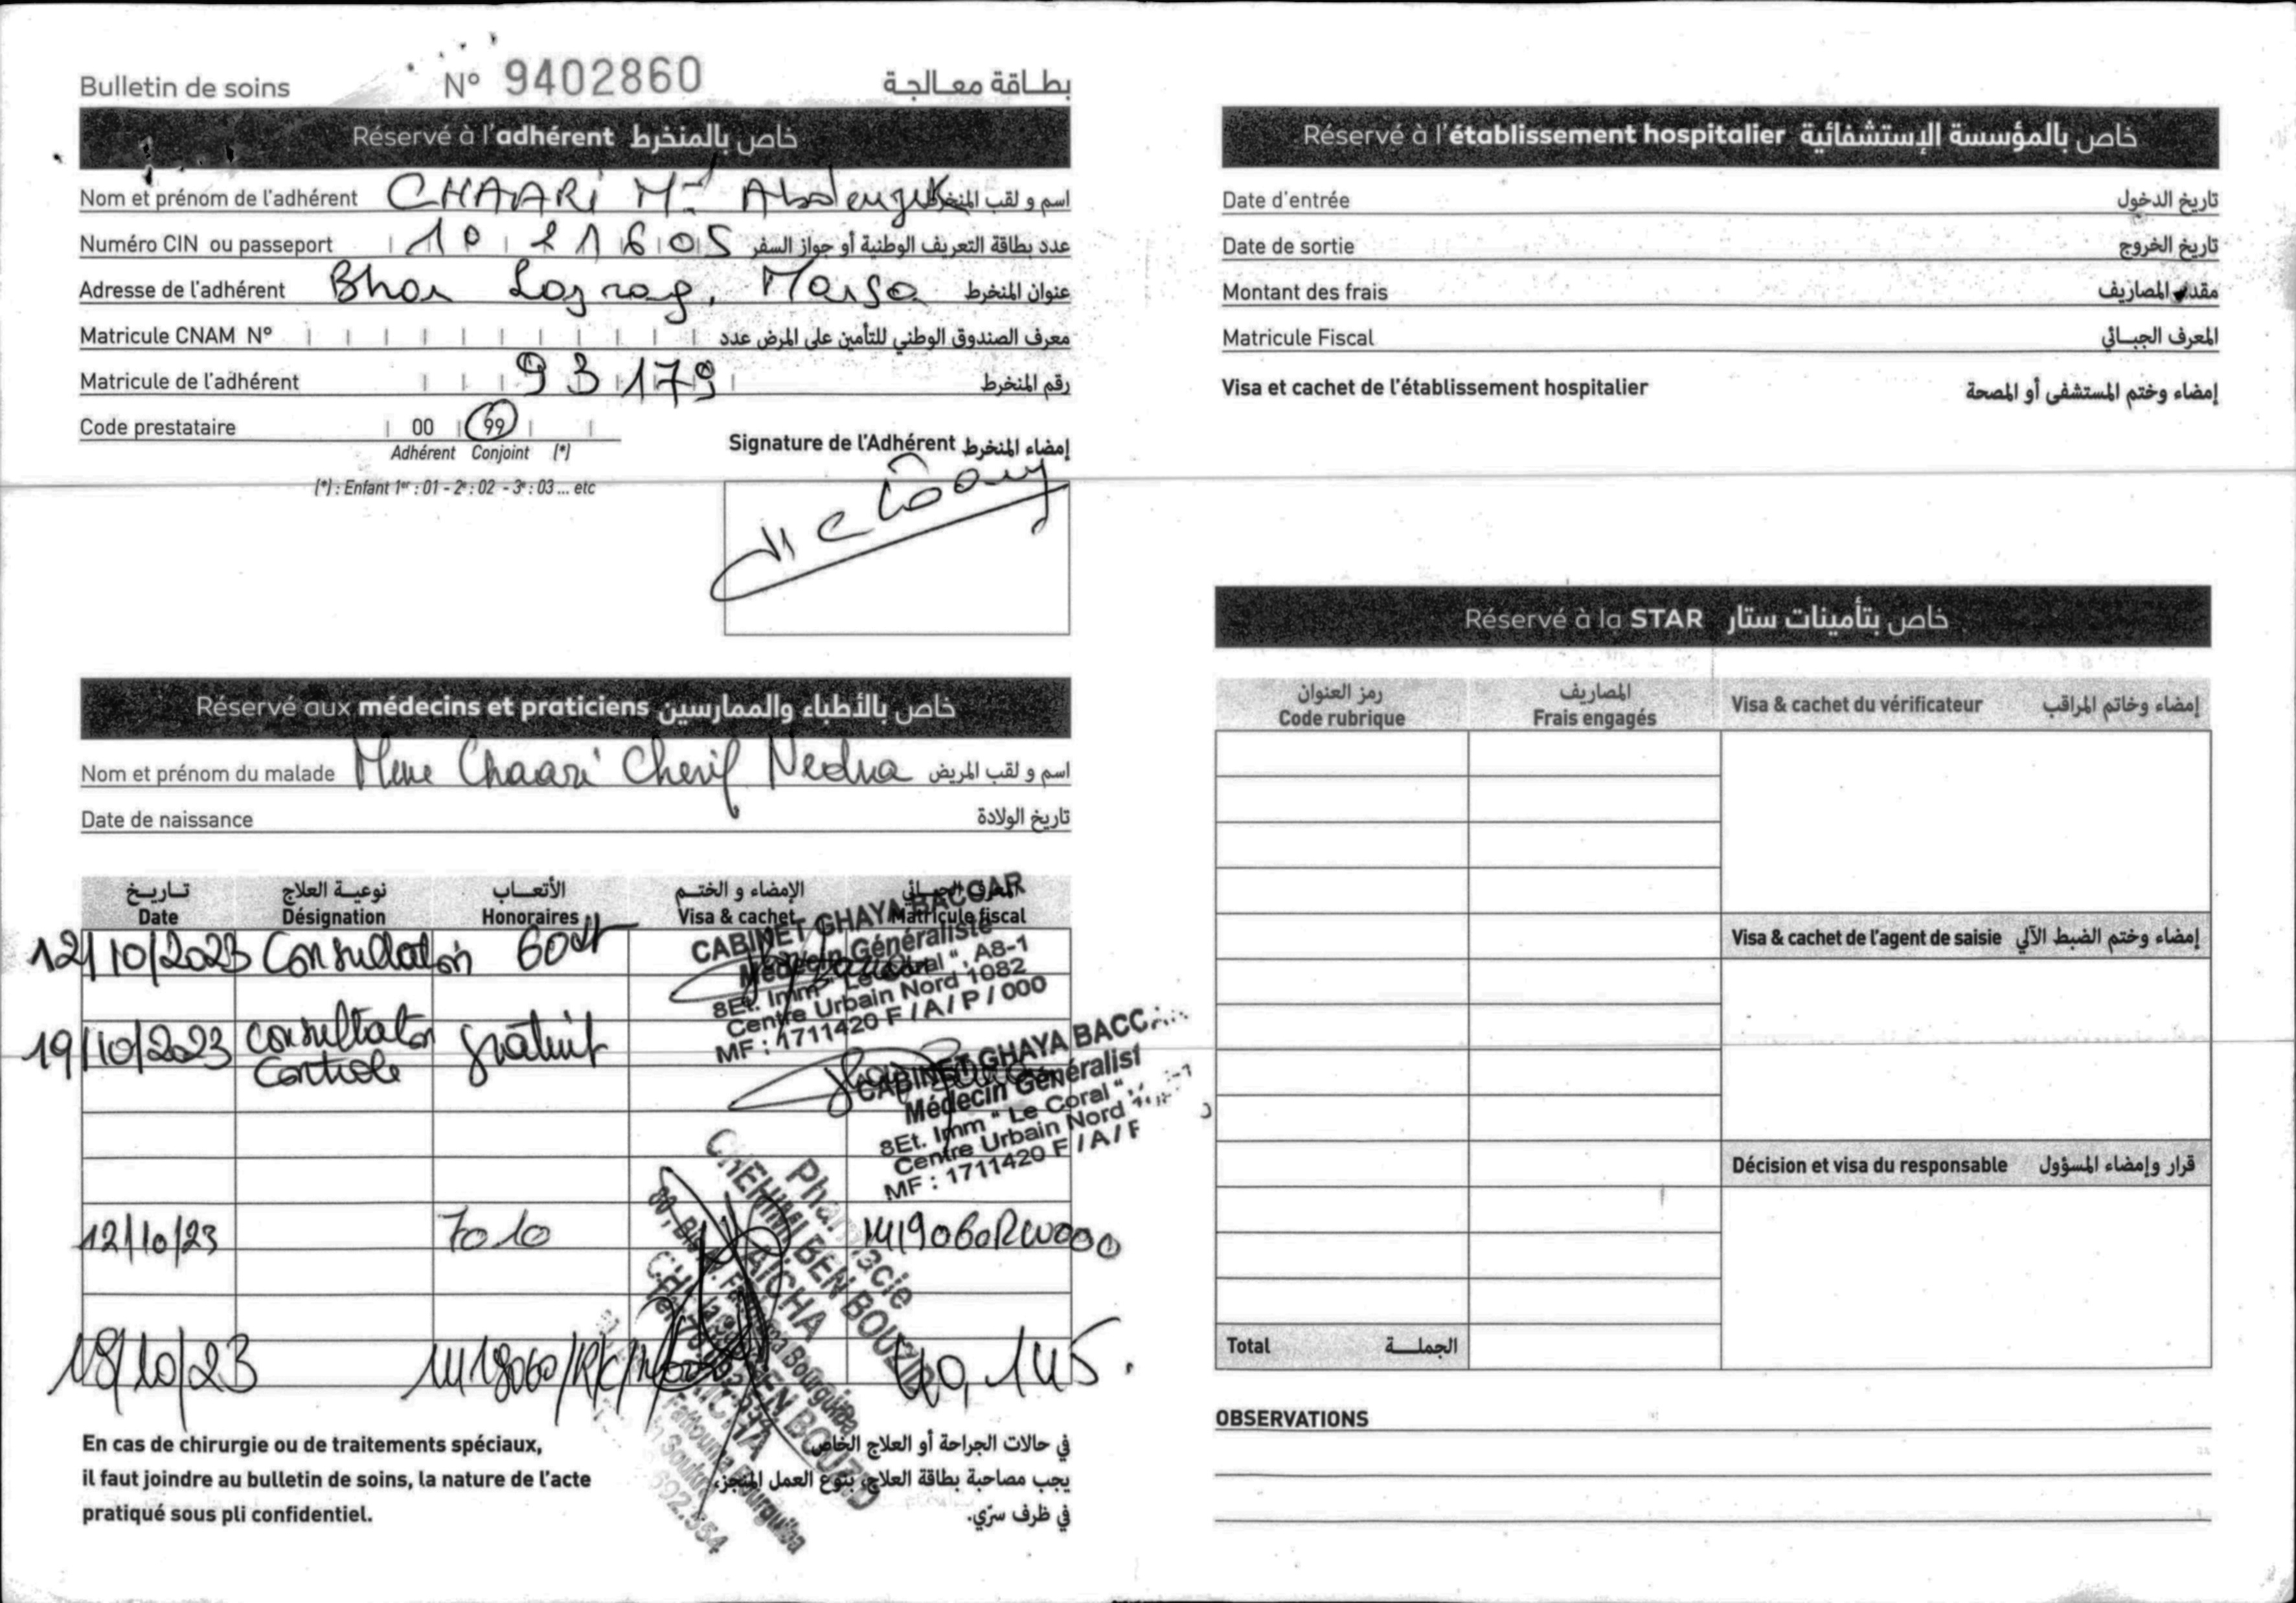 Bulletin de soins N° 9402860 بطاقة معالجة
Réservé à l'adhérent خاص بالمنخرط
Nom et prénom de l'adhérent CHAARI Md اسم و لقب المنخرط
Numéro CIN ou passeport 10 21605 عدد بطاقة التعريف الوطنية أو جواز السفر
Adresse de l'adhérent Bhar Lazrag, Marsa عنوان المنخرط
Matricule CNAM N° معرف الصندوق الوطني للتأمين على المرض عدد
Matricule de l'adhérent 93179 رقم المنخرط
Code prestataire 00 99
Adhérent Conjoint (*)
(*) : Enfant 1er : 01 - 2e : 02 - 3e : 03 ... etc
Signature de l'Adhérent إمضاء المنخرط
Réservé aux médecins et praticiens خاص بالأطباء والممارسين
Nom et prénom du malade Mme Chaari Cherif Nedra اسم و لقب المريض
Date de naissance تاريخ الولادة
تاريخ نوعية العلاج الأتعاب الإمضاء و الختم المعرف الجبائي
Date Désignation Honoraires Visa & cachet Matricule fiscal
12/10/2023 Consultation 60dt
CABINET GHAYA BACCAR
Médecin Généraliste
8Et. Imm " Le Coral ", A8-1
Centre Urbain Nord 1082
MF : 1711420 F / A / P / 000
19/10/2023 consultation gratuit
Controle
CABINET GHAYA BACCAR
Médecin Généralist
8Et. Imm " Le Coral "
Centre Urbain Nord
MF : 1711420 F / A / P
12/10/23 7010
Pharmacie
CHEHIMI BEN BOUZID
AICHA
18/10/23 40,145
En cas de chirurgie ou de traitements spéciaux,
il faut joindre au bulletin de soins, la nature de l'acte
pratiqué sous pli confidentiel.
في حالات الجراحة أو العلاج الخاص
يجب مصاحبة بطاقة العلاج بنوع العمل المنجز،
في ظرف سرّي.
Réservé à l'établissement hospitalier خاص بالمؤسسة الإستشفائية
Date d'entrée تاريخ الدخول
Date de sortie تاريخ الخروج
Montant des frais مقدار المصاريف
Matricule Fiscal المعرف الجبائي
Visa et cachet de l'établissement hospitalier إمضاء وختم المستشفى أو المصحة
Réservé à la STAR خاص بتأمينات ستار
رمز العنوان المصاريف
Code rubrique Frais engagés Visa & cachet du vérificateur إمضاء وخاتم المراقب
Visa & cachet de l'agent de saisie إمضاء وختم الضبط الآلي
Décision et visa du responsable قرار وإمضاء المسؤول
Total الجملة
OBSERVATIONS